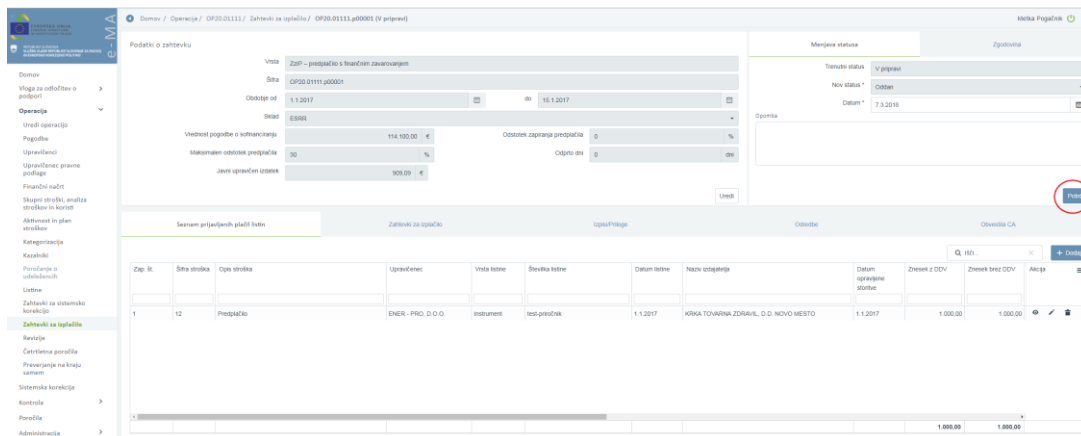 e-MA
Domov / Operacije / OP20.01111 / Zahtevki za izplačilo / OP20.01111.p00001 (V pripravi)
Metka Pogačnik
Domov
Vloga za odločitev o podpori
Operacija
Uredi operacijo
Pogodbe
Upravičenci
Upravičenec pravne podlage
Finančni načrt
Skupni stroški, analiza stroškov in koristi
Aktivnost in plan stroškov
Kategorizacija
Kazalniki
Poročanja o udeležencih
Listine
Zahtevki za sistemsko korekcijo
Zahtevki za izplačilo
Revizije
Četrtletna poročila
Preverjanje na kraju samem
Sistemska korekcija
Kontrola
Poročila
Administracija
Podatki o zahtevku
Vrsta ZzIP – predplačilo s finančnim zavarovanjem
Šifra OP20.01111.p00001
Obdobje od 1.1.2017 do 10.1.2017
Sklad ESRR
Vrednost pogodbe o sofinanciranju 114.100,00 € Odstotek zapiranja predplačila 0 %
Maksimalen odstotek predplačila 30 % Odprto dni 0 dni
Javni upravičen izdatek 909,09 €
Uredi
Menjava statusa Zgodovina
Trenutni status V pripravi
Nov status * Oddan
Datum * 7.3.2018
Opomba
Seznam prijavljenih plačil listin Zahtevki za izplačilo Izpisi/Priloge Odredbe Obvestila CA
Išči...
Zap. št. Šifra stroška Opis stroška Upravičenec Vrsta listine Številka listine Datum listine Naziv izdajatelja Datum opravljene storitve Znesek z DDV Znesek brez DDV Akcija
1 12 Predplačilo ENER - PRO, D.O.O. Instrument test-priročnik 1.1.2017 KRKA TOVARNA ZDRAVIL, D.D. NOVO MESTO 1.1.2017 1.000,00 1.000,00
1.000,00 1.000,00